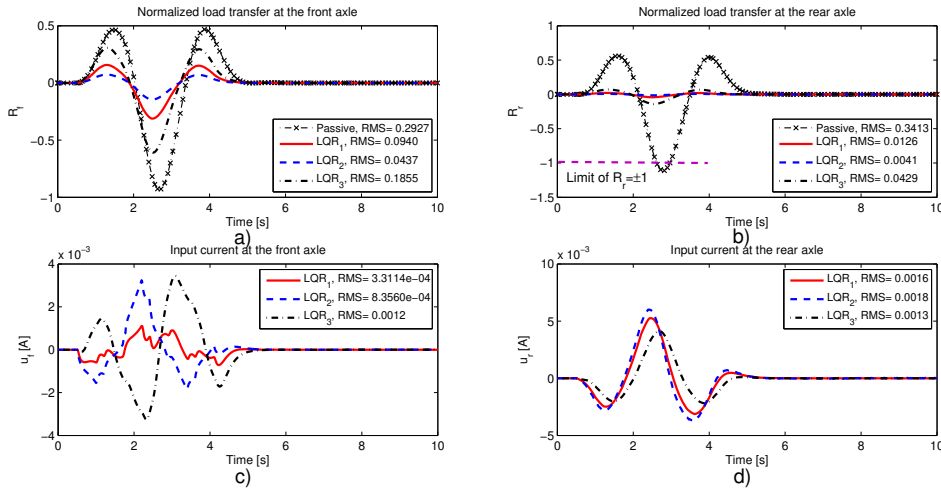 Normalized load transfer at the front axle
0.5
0
−0.5
−1
R_f
Passive, RMS= 0.2927
LQR_1, RMS= 0.0940
LQR_2, RMS= 0.0437
LQR_3, RMS= 0.1855
0 2 4 6 8 10
Time [s]
a)
Normalized load transfer at the rear axle
1
0.5
0
−0.5
−1
−1.5
R_r
Passive, RMS= 0.3413
LQR_1, RMS= 0.0126
LQR_2, RMS= 0.0041
LQR_3, RMS= 0.0429
Limit of R_r=±1
0 2 4 6 8 10
Time [s]
b)
Input current at the front axle
x 10^-3
4
2
0
−2
−4
u_f [A]
LQR_1, RMS= 3.3114e−04
LQR_2, RMS= 8.3560e−04
LQR_3, RMS= 0.0012
0 2 4 6 8 10
Time [s]
c)
Input current at the rear axle
x 10^-3
10
5
0
−5
u_r [A]
LQR_1, RMS= 0.0016
LQR_2, RMS= 0.0018
LQR_3, RMS= 0.0013
0 2 4 6 8 10
Time [s]
d)